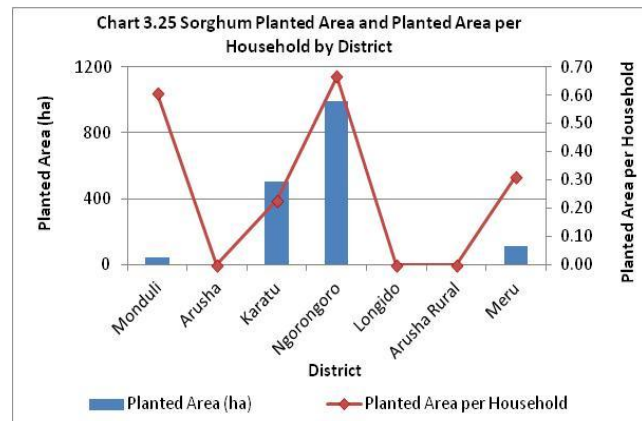 Chart 3.25 Sorghum Planted Area and Planted Area per
Household by District
Planted Area (ha)
1200
800
400
0
0.70
0.60
0.50
0.40
0.30
0.20
0.10
0.00
Planted Area per Household
Monduli
Arusha
Karatu
Ngorongoro
Longido
Arusha Rural
Meru
District
Planted Area (ha)
Planted Area per Household